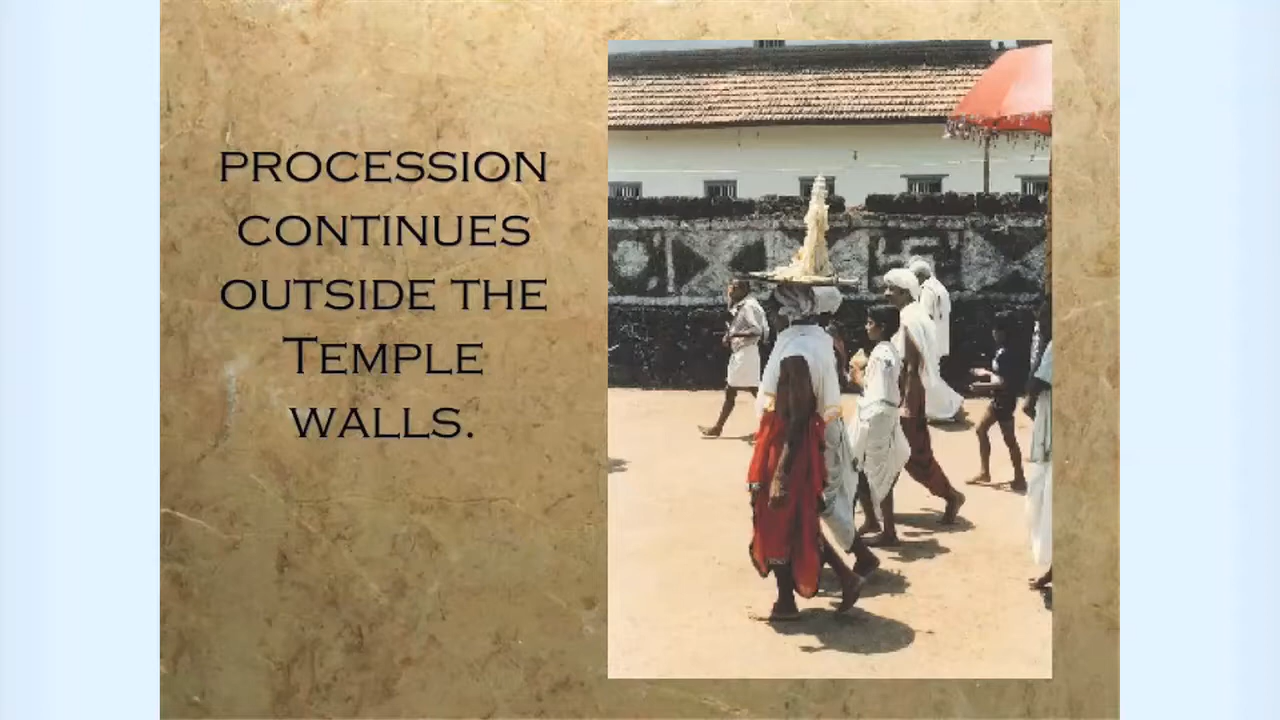 PROCESSION
CONTINUES
OUTSIDE THE
TEMPLE
WALLS.